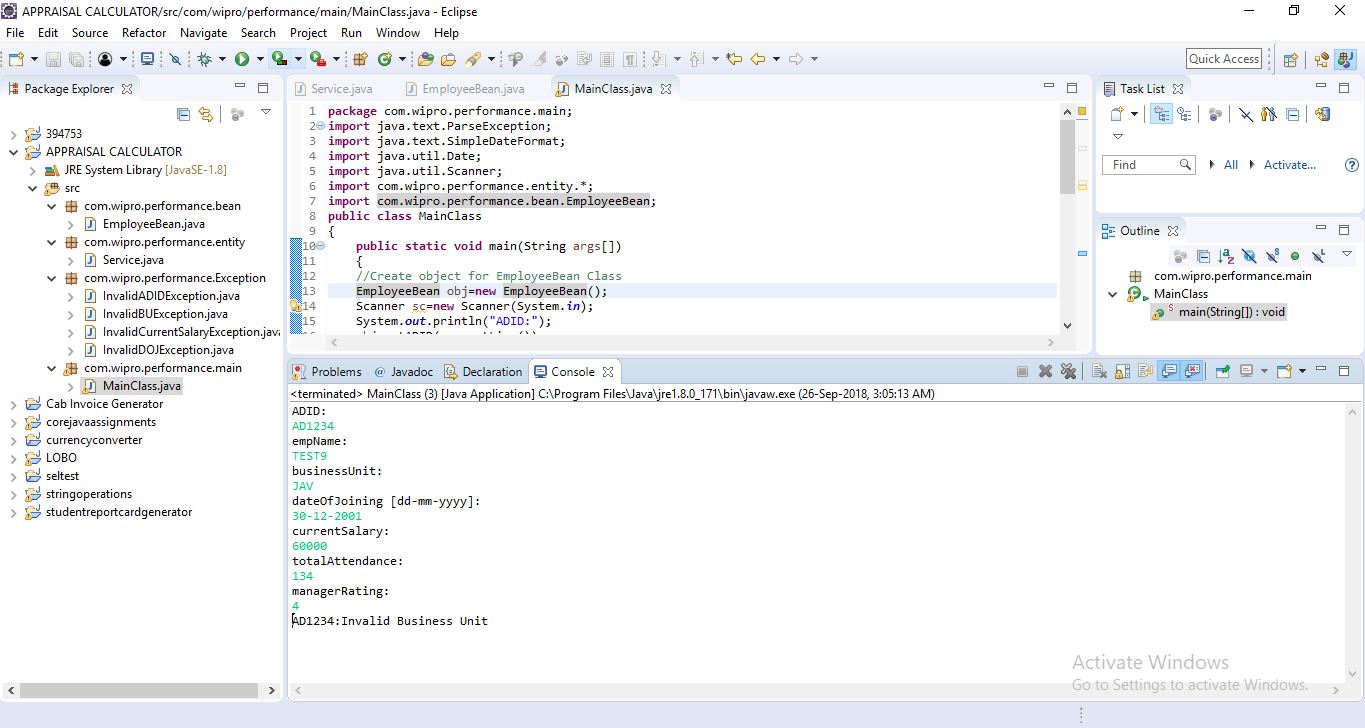 APPRAISAL CALCULATOR/src/com/wipro/performance/main/MainClass.java - Eclipse
File Edit Source Refactor Navigate Search Project Run Window Help
Quick Access
Package Explorer
394753
APPRAISAL CALCULATOR
JRE System Library [JavaSE-1.8]
src
com.wipro.performance.bean
EmployeeBean.java
com.wipro.performance.entity
Service.java
com.wipro.performance.Exception
InvalidADIDException.java
InvalidBUException.java
InvalidCurrentSalaryException.java
InvalidDOJException.java
com.wipro.performance.main
MainClass.java
Cab Invoice Generator
corejavaassignments
currencyconverter
LOBO
seltest
stringoperations
studentreportcardgenerator
Service.java EmployeeBean.java MainClass.java
1 package com.wipro.performance.main;
2 import java.text.ParseException;
3 import java.text.SimpleDateFormat;
4 import java.util.Date;
5 import java.util.Scanner;
6 import com.wipro.performance.entity.*;
7 import com.wipro.performance.bean.EmployeeBean;
8 public class MainClass
9 {
10 public static void main(String args[])
11 {
12 //Create object for EmployeeBean Class
13 EmployeeBean obj=new EmployeeBean();
14 Scanner sc=new Scanner(System.in);
15 System.out.println("ADID:");
Task List
Find All Activate...
Outline
com.wipro.performance.main
MainClass
main(String[]) : void
Problems @ Javadoc Declaration Console
<terminated> MainClass (3) [Java Application] C:\Program Files\Java\jre1.8.0_171\bin\javaw.exe (26-Sep-2018, 3:05:13 AM)
ADID:
AD1234
empName:
TEST9
businessUnit:
JAV
dateOfJoining [dd-mm-yyyy]:
30-12-2001
currentSalary:
60000
totalAttendance:
134
managerRating:
4
AD1234:Invalid Business Unit
Activate Windows
Go to Settings to activate Windows.